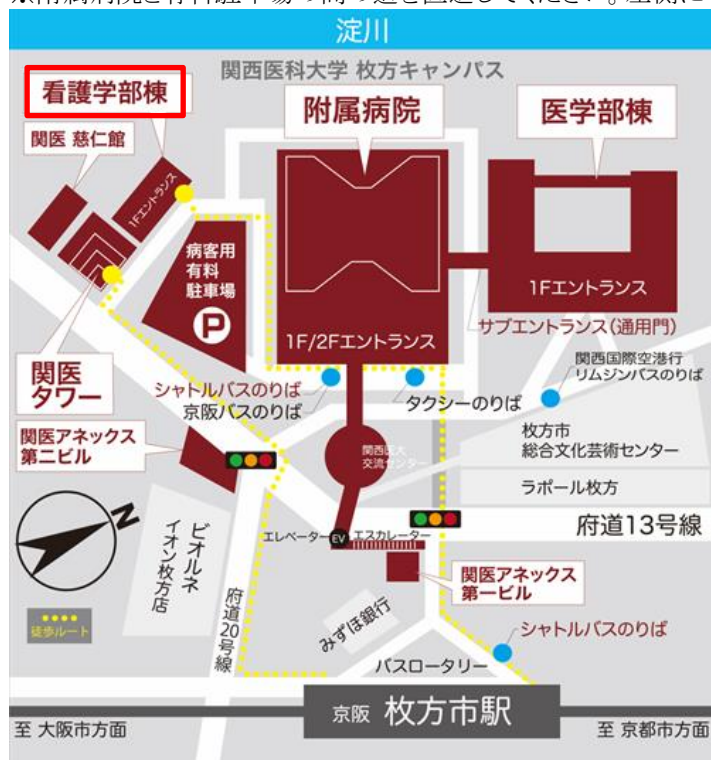 淀川
関西医科大学 枚方キャンパス
看護学部棟
附属病院
医学部棟
関医 慈仁館
1Fエントランス
病客用
有料
駐車場
P
1F/2Fエントランス
1Fエントランス
サブエントランス(通用門)
関医
タワー
シャトルバスのりば
京阪バスのりば
タクシーのりば
関西国際空港行
リムジンバスのりば
関医アネックス
第二ビル
関西医大
交流センター
枚方市
総合文化芸術センター
ラポール枚方
N
ビオルネ
イオン枚方店
エレベーター
EV
エスカレーター
府道13号線
関医アネックス
第一ビル
徒歩ルート
府道20号線
みずほ銀行
シャトルバスのりば
バスロータリー
京阪 枚方市駅
至 大阪市方面
至 京都市方面